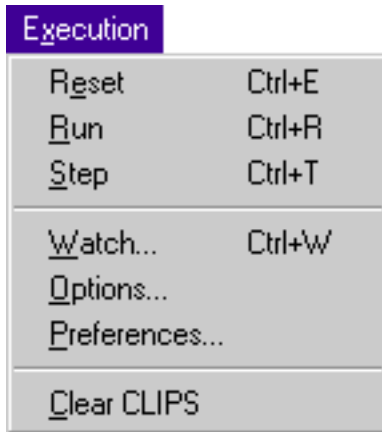 Execution
Reset Ctrl+E
Run Ctrl+R
Step Ctrl+T
Watch... Ctrl+W
Options...
Preferences...
Clear CLIPS